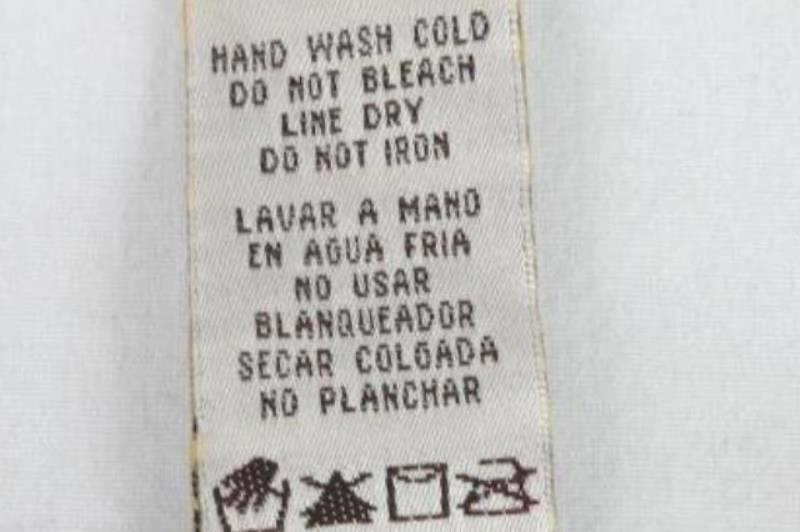 HAND WASH COLD
DO NOT BLEACH
LINE DRY
DO NOT IRON
LAVAR A MANO
EN AGUA FRIA
NO USAR
BLANQUEADOR
SECAR COLGADA
NO PLANCHAR